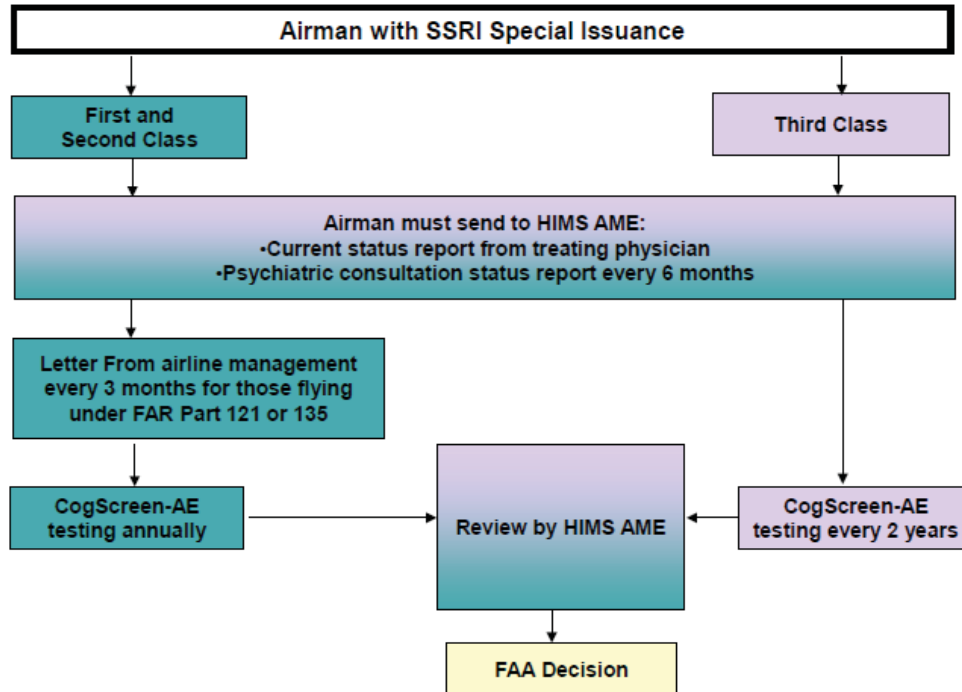 Airman with SSRI Special Issuance
First and
Second Class
Third Class
Airman must send to HIMS AME:
•Current status report from treating physician
•Psychiatric consultation status report every 6 months
Letter From airline management
every 3 months for those flying
under FAR Part 121 or 135
CogScreen-AE
testing annually
Review by HIMS AME
CogScreen-AE
testing every 2 years
FAA Decision